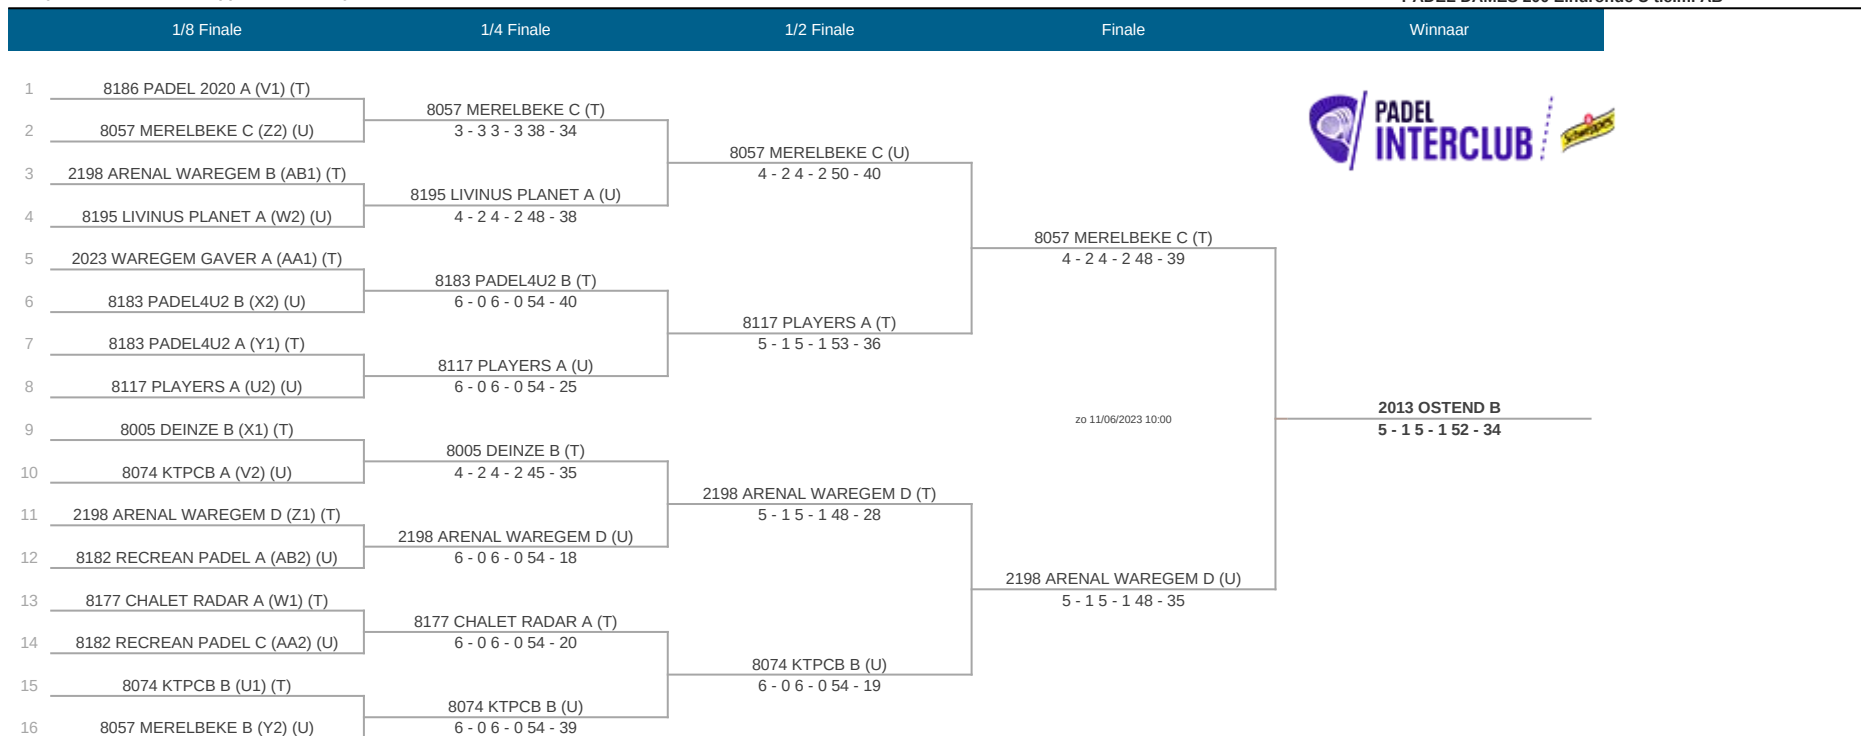 1/8 Finale 1/4 Finale 1/2 Finale Finale Winnaar
1 8186 PADEL 2020 A (V1) (T)
8057 MERELBEKE C (T)
2 8057 MERELBEKE C (Z2) (U)
3 - 3 3 - 3 38 - 34
8057 MERELBEKE C (U)
3 2198 ARENAL WAREGEM B (AB1) (T)
4 - 2 4 - 2 50 - 40
8195 LIVINUS PLANET A (U)
4 8195 LIVINUS PLANET A (W2) (U)
4 - 2 4 - 2 48 - 38
8057 MERELBEKE C (T)
5 2023 WAREGEM GAVER A (AA1) (T)
4 - 2 4 - 2 48 - 39
8183 PADEL4U2 B (T)
6 8183 PADEL4U2 B (X2) (U)
6 - 0 6 - 0 54 - 40
8117 PLAYERS A (T)
7 8183 PADEL4U2 A (Y1) (T)
5 - 1 5 - 1 53 - 36
8117 PLAYERS A (U)
8 8117 PLAYERS A (U2) (U)
6 - 0 6 - 0 54 - 25
2013 OSTEND B
zo 11/06/2023 10:00
9 8005 DEINZE B (X1) (T)
5 - 1 5 - 1 52 - 34
8005 DEINZE B (T)
10 8074 KTPCB A (V2) (U)
4 - 2 4 - 2 45 - 35
2198 ARENAL WAREGEM D (T)
11 2198 ARENAL WAREGEM D (Z1) (T)
5 - 1 5 - 1 48 - 28
2198 ARENAL WAREGEM D (U)
12 8182 RECREAN PADEL A (AB2) (U)
6 - 0 6 - 0 54 - 18
2198 ARENAL WAREGEM D (U)
13 8177 CHALET RADAR A (W1) (T)
5 - 1 5 - 1 48 - 35
8177 CHALET RADAR A (T)
14 8182 RECREAN PADEL C (AA2) (U)
6 - 0 6 - 0 54 - 20
8074 KTPCB B (U)
15 8074 KTPCB B (U1) (T)
6 - 0 6 - 0 54 - 19
8074 KTPCB B (U)
16 8057 MERELBEKE B (Y2) (U)
6 - 0 6 - 0 54 - 39
PADEL
INTERCLUB
Schweppes